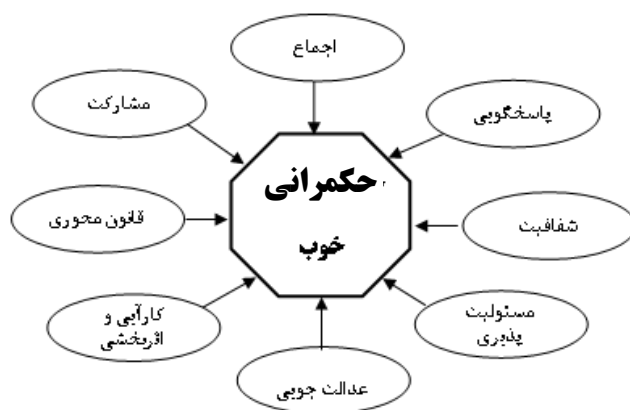 اجماع
مشارکت
پاسخگویی
حکمرانی
خوب
قانون محوری
شفافیت
کارآیی و
اثربخشی
مسئولیت
پذیری
عدالت جویی